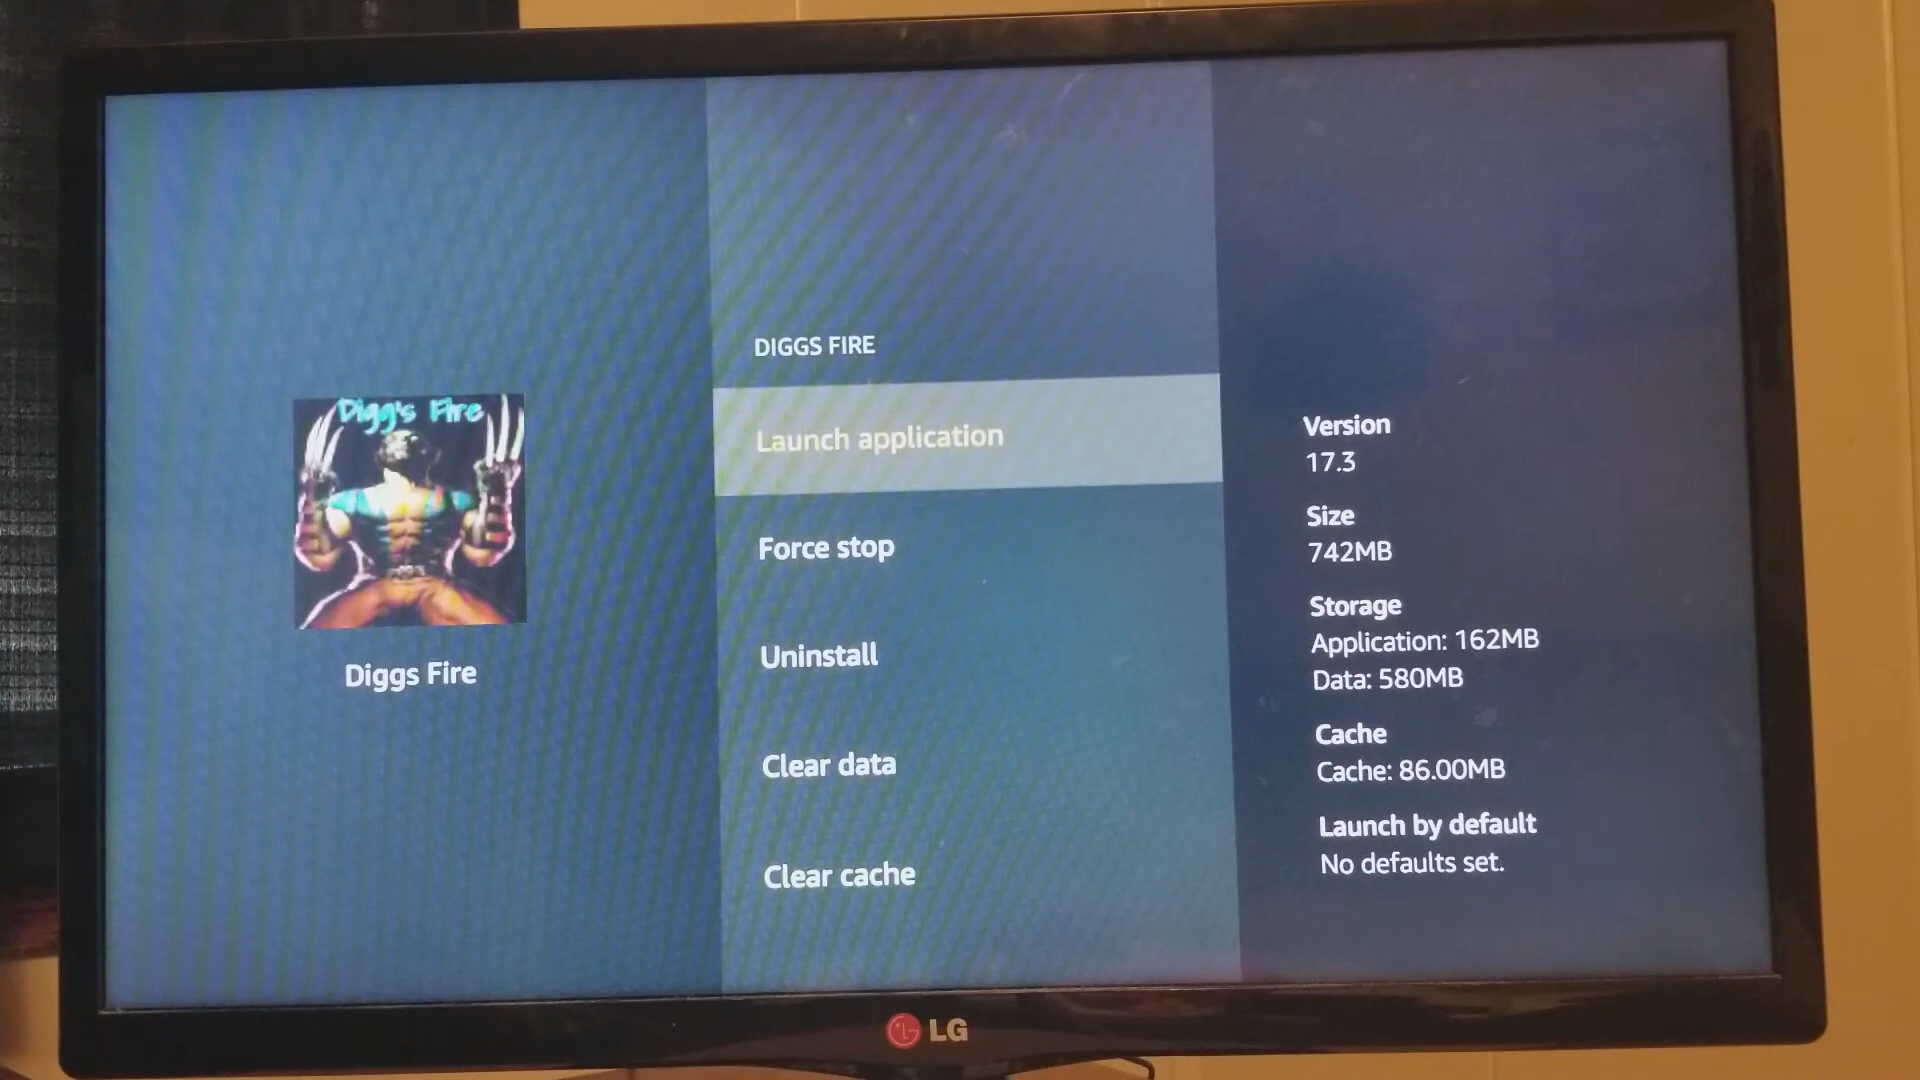 Digg's Fire
Diggs Fire
DIGGS FIRE
Launch application
Force stop
Uninstall
Clear data
Clear cache
Version
17.3
Size
742MB
Storage
Application: 162MB
Data: 580MB
Cache
Cache: 86.00MB
Launch by default
No defaults set.
LG